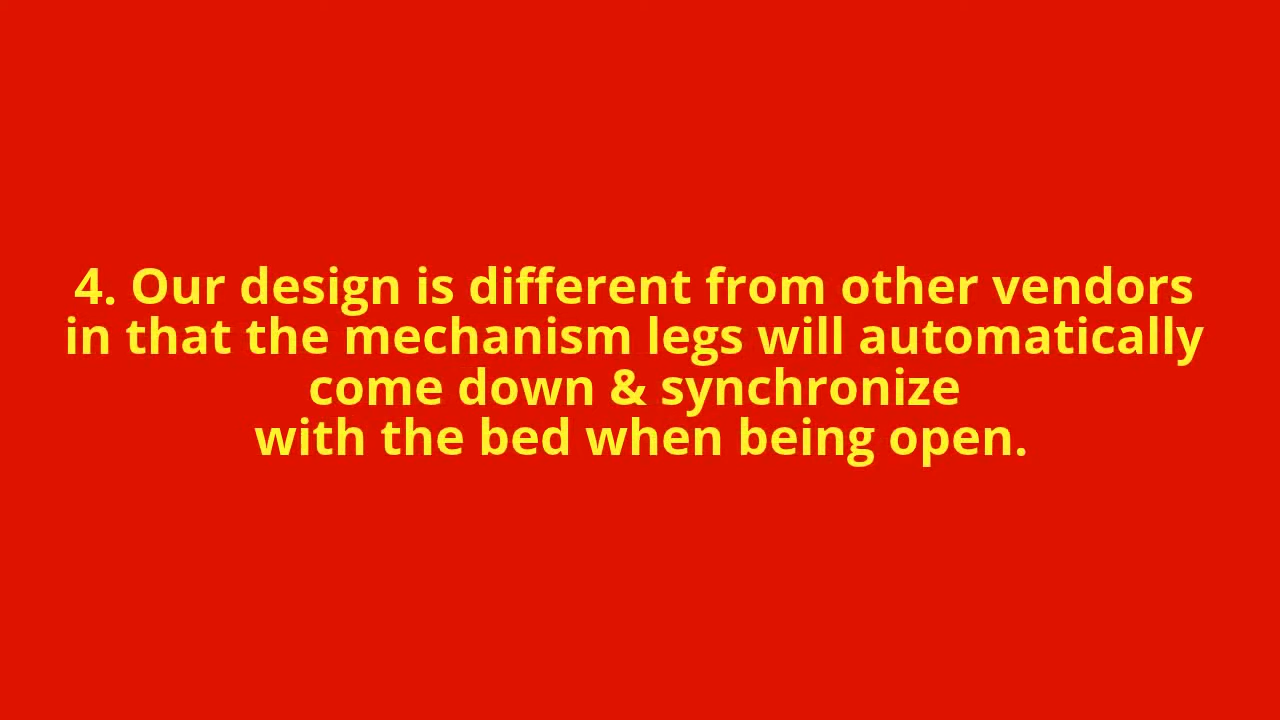 4. Our design is different from other vendors
in that the mechanism legs will automatically
come down & synchronize
with the bed when being open.